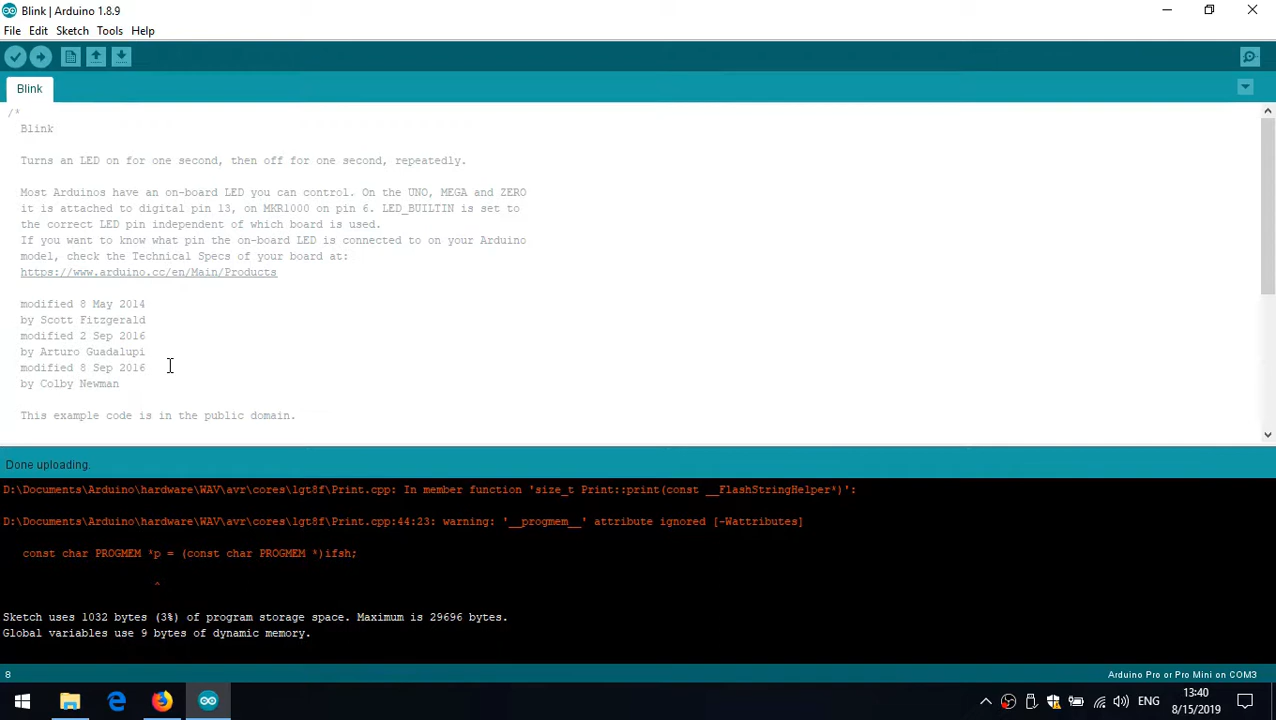 Blink | Arduino 1.8.9
File Edit Sketch Tools Help
Blink
/*
Blink
Turns an LED on for one second, then off for one second, repeatedly.
Most Arduinos have an on-board LED you can control. On the UNO, MEGA and ZERO
it is attached to digital pin 13, on MKR1000 on pin 6. LED_BUILTIN is set to
the correct LED pin independent of which board is used.
If you want to know what pin the on-board LED is connected to on your Arduino
model, check the Technical Specs of your board at:
https://www.arduino.cc/en/Main/Products
modified 8 May 2014
by Scott Fitzgerald
modified 2 Sep 2016
by Arturo Guadalupi
modified 8 Sep 2016
by Colby Newman
This example code is in the public domain.
Done uploading.
D:\Documents\Arduino\hardware\WAV\avr\cores\lgt8f\Print.cpp: In member function 'size_t Print::print(const __FlashStringHelper*)':
D:\Documents\Arduino\hardware\WAV\avr\cores\lgt8f\Print.cpp:44:23: warning: '__progmem__' attribute ignored [-Wattributes]
const char PROGMEM *p = (const char PROGMEM *)ifsh;
^
Sketch uses 1032 bytes (3%) of program storage space. Maximum is 29696 bytes.
Global variables use 9 bytes of dynamic memory.
8 Arduino Pro or Pro Mini on COM3
ENG
13:40
8/15/2019